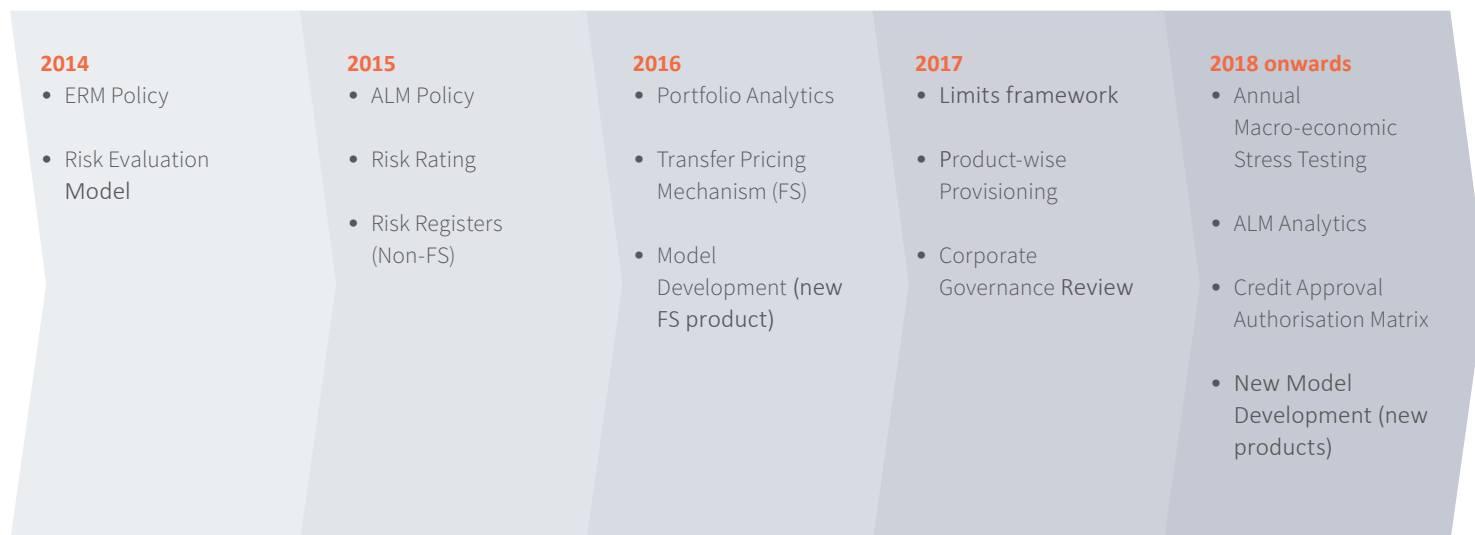 2014
• ERM Policy
• Risk Evaluation
Model
2015
• ALM Policy
• Risk Rating
• Risk Registers
(Non-FS)
2016
• Portfolio Analytics
• Transfer Pricing
Mechanism (FS)
• Model
Development (new
FS product)
2017
• Limits framework
• Product-wise
Provisioning
• Corporate
Governance Review
2018 onwards
• Annual
Macro-economic
Stress Testing
• ALM Analytics
• Credit Approval
Authorisation Matrix
• New Model
Development (new
products)